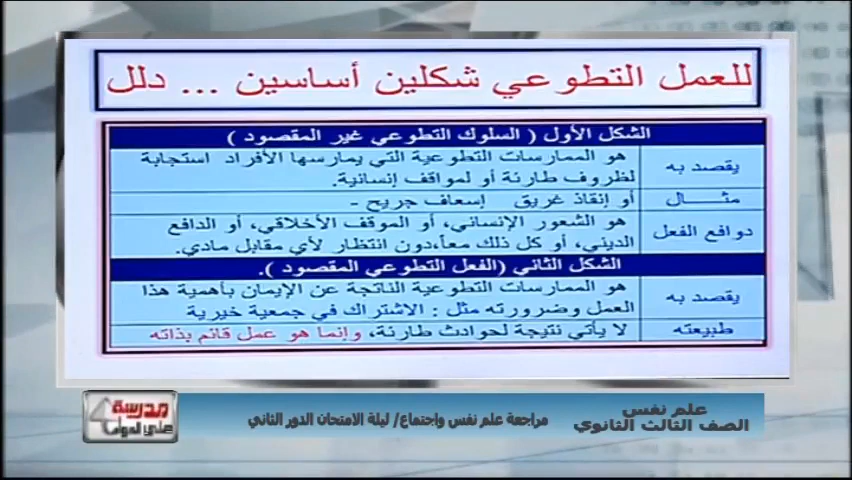 للعمل التطوعي شكلين أساسين ... دلل
الشكل الأول ( السلوك التطوعي غير المقصود )
يقصد به
هو الممارسات التطوعية التي يمارسها الأفراد استجابة
لظروف طارئة أو لمواقف إنسانية.
مثــــال
أو إنقاذ غريق إسعاف جريح -
دوافع الفعل
هو الشعور الإنساني، أو الموقف الأخلاقي، أو الدافع
الديني، أو كل ذلك معاً،دون انتظار لأي مقابل مادي.
الشكل الثاني (الفعل التطوعي المقصود ).
يقصد به
هو الممارسات التطوعية الناتجة عن الإيمان بأهمية هذا
العمل وضرورته مثل : الاشتراك في جمعية خيرية
طبيعته
لا يأتي نتيجة لحوادث طارئة، وإنما هو عمل قائم بذاته
علم نفس
الصف الثالث الثانوي
مراجعة علم نفس واجتماع/ ليلة الامتحان الدور الثاني
مدرسة
على الهواء